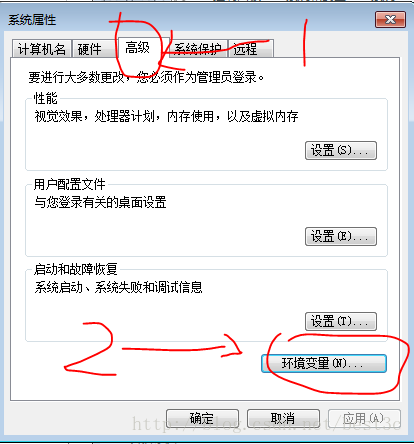 系统属性
计算机名 硬件 高级 系统保护 远程
1
要进行大多数更改，您必须作为管理员登录。
性能
视觉效果，处理器计划，内存使用，以及虚拟内存
设置(S)...
用户配置文件
与您登录有关的桌面设置
设置(E)...
启动和故障恢复
系统启动、系统失败和调试信息
设置(T)...
2
环境变量(N)...
确定 取消 应用(A)